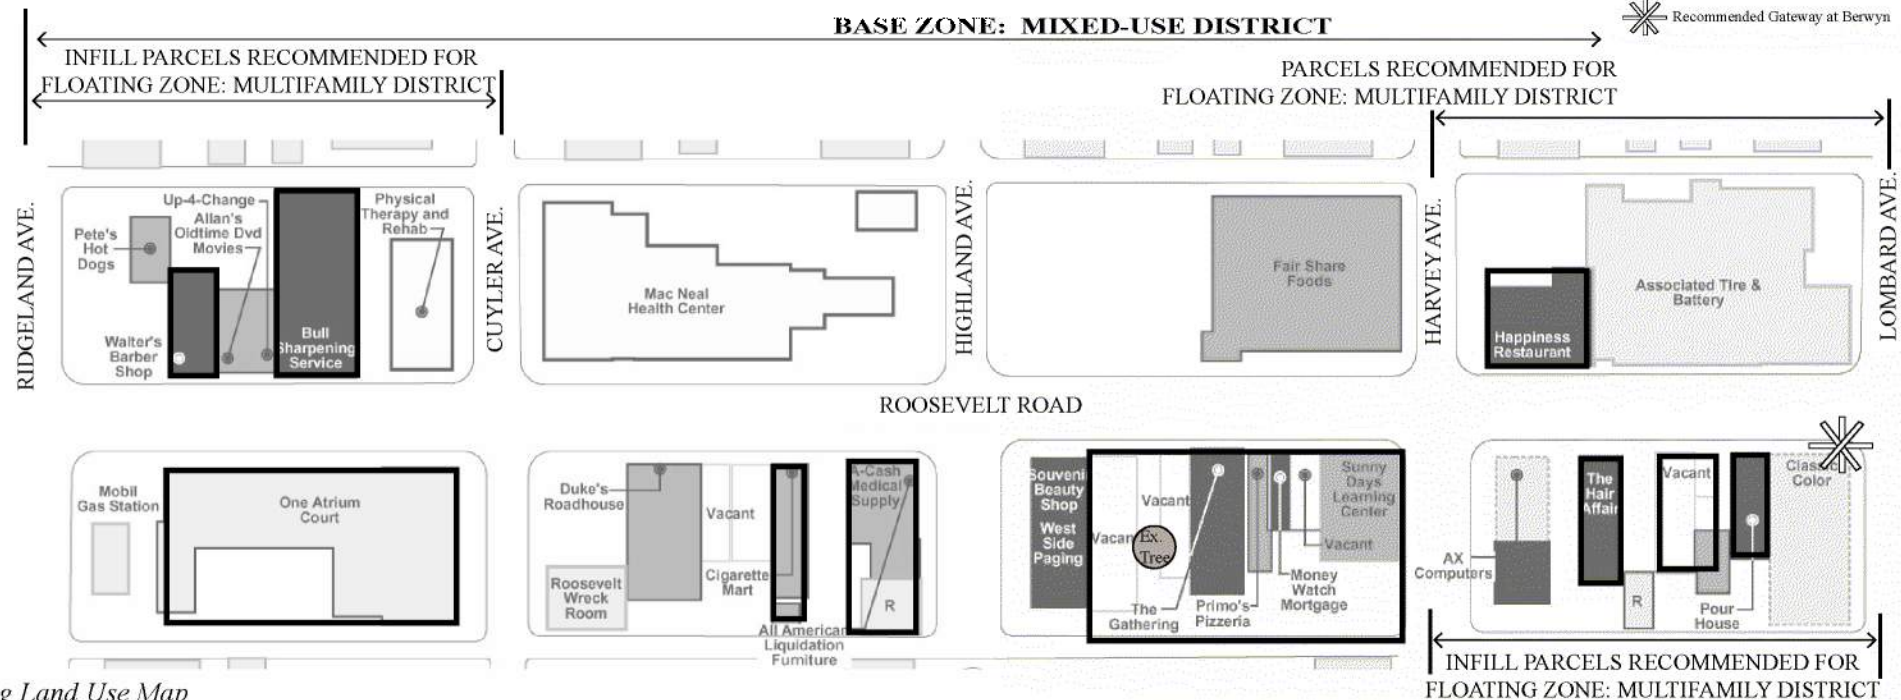 BASE ZONE: MIXED-USE DISTRICT
Recommended Gateway at Berwyn
INFILL PARCELS RECOMMENDED FOR
FLOATING ZONE: MULTIFAMILY DISTRICT
PARCELS RECOMMENDED FOR
FLOATING ZONE: MULTIFAMILY DISTRICT
RIDGELAND AVE.
Pete's
Hot
Dogs
Up-4-Change
Allan's
Oldtime Dvd
Movies
Walter's
Barber
Shop
Bull
Sharpening
Service
Physical
Therapy and
Rehab
CUYLER AVE.
Mac Neal
Health Center
HIGHLAND AVE.
Fair Share
Foods
HARVEY AVE.
Happiness
Restaurant
Associated Tire &
Battery
LOMBARD AVE.
ROOSEVELT ROAD
Mobil
Gas Station
One Atrium
Court
Duke's
Roadhouse
Roosevelt
Wreck
Room
Vacant
Cigarette
Mart
All American
Liquidation
Furniture
A-Cash
Medical
Supply
R
Souveni
Beauty
Shop
West
Side
Paging
Vacan
Ex.
Tree
Vacant
The
Gathering
Primo's
Pizzeria
Money
Watch
Mortgage
Vacant
Sunny
Days
Learning
Center
AX
Computers
The
Hair
Affair
R
Vacant
Pour
House
Classic
Color
INFILL PARCELS RECOMMENDED FOR
FLOATING ZONE: MULTIFAMILY DISTRICT
g Land Use Map